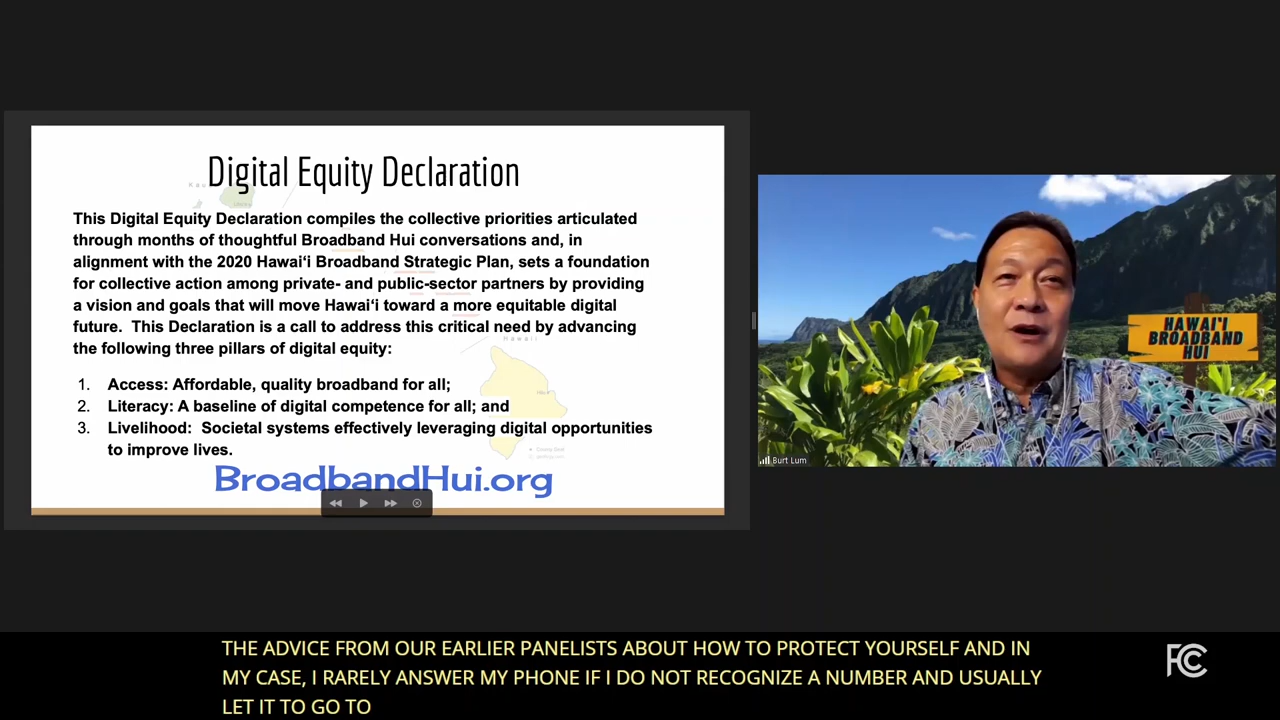 Digital Equity Declaration
This Digital Equity Declaration compiles the collective priorities articulated
through months of thoughtful Broadband Hui conversations and, in
alignment with the 2020 Hawaiʻi Broadband Strategic Plan, sets a foundation
for collective action among private- and public-sector partners by providing
a vision and goals that will move Hawaiʻi toward a more equitable digital
future.  This Declaration is a call to address this critical need by advancing
the following three pillars of digital equity:
1. Access: Affordable, quality broadband for all;
2. Literacy: A baseline of digital competence for all; and
3. Livelihood:  Societal systems effectively leveraging digital opportunities
to improve lives.
BroadbandHui.org
Hawaii
HAWAIʻI
BROADBAND
HUI
Burt Lum
THE ADVICE FROM OUR EARLIER PANELISTS ABOUT HOW TO PROTECT YOURSELF AND IN
MY CASE, I RARELY ANSWER MY PHONE IF I DO NOT RECOGNIZE A NUMBER AND USUALLY
LET IT TO GO TO
FCC